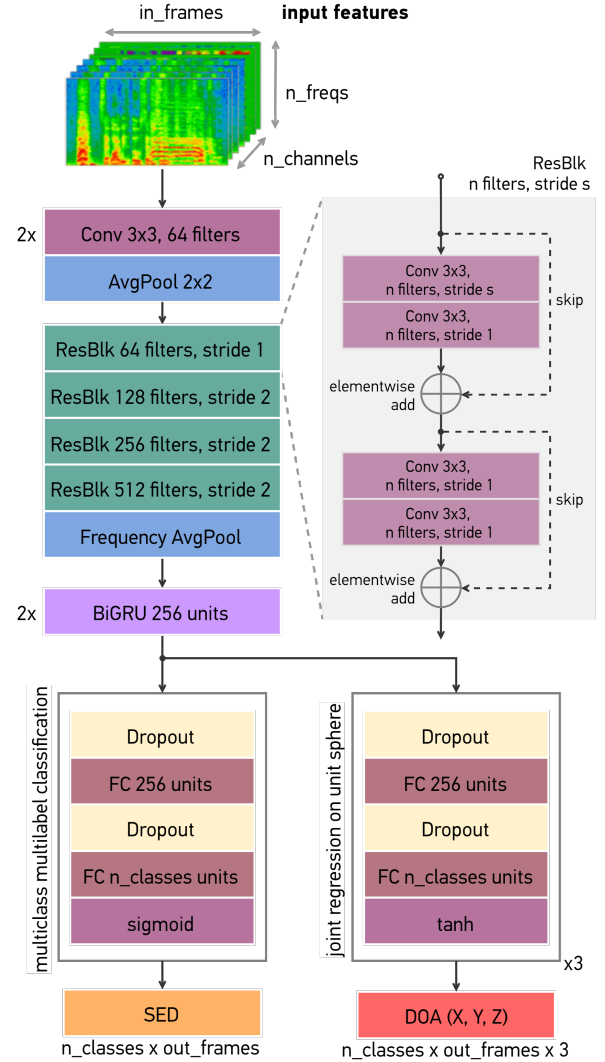 in_frames
input features
n_freqs
n_channels
2x
Conv 3x3, 64 filters
AvgPool 2x2
ResBlk 64 filters, stride 1
ResBlk 128 filters, stride 2
ResBlk 256 filters, stride 2
ResBlk 512 filters, stride 2
Frequency AvgPool
2x
BiGRU 256 units
ResBlk
n filters, stride s
Conv 3x3,
n filters, stride s
Conv 3x3,
n filters, stride 1
skip
elementwise
add
Conv 3x3,
n filters, stride 1
Conv 3x3,
n filters, stride 1
skip
elementwise
add
multiclass multilabel classification
Dropout
FC 256 units
Dropout
FC n_classes units
sigmoid
SED
n_classes x out_frames
joint regression on unit sphere
Dropout
FC 256 units
Dropout
FC n_classes units
tanh
x3
DOA (X, Y, Z)
n_classes x out_frames x 3